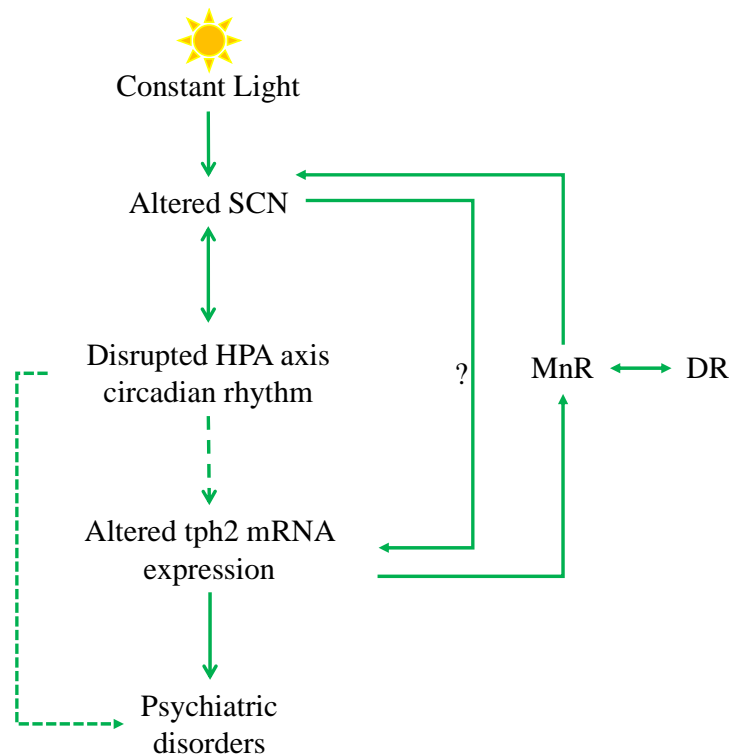 Constant Light
Altered SCN
Disrupted HPA axis
circadian rhythm
?
MnR
DR
Altered tph2 mRNA
expression
Psychiatric
disorders